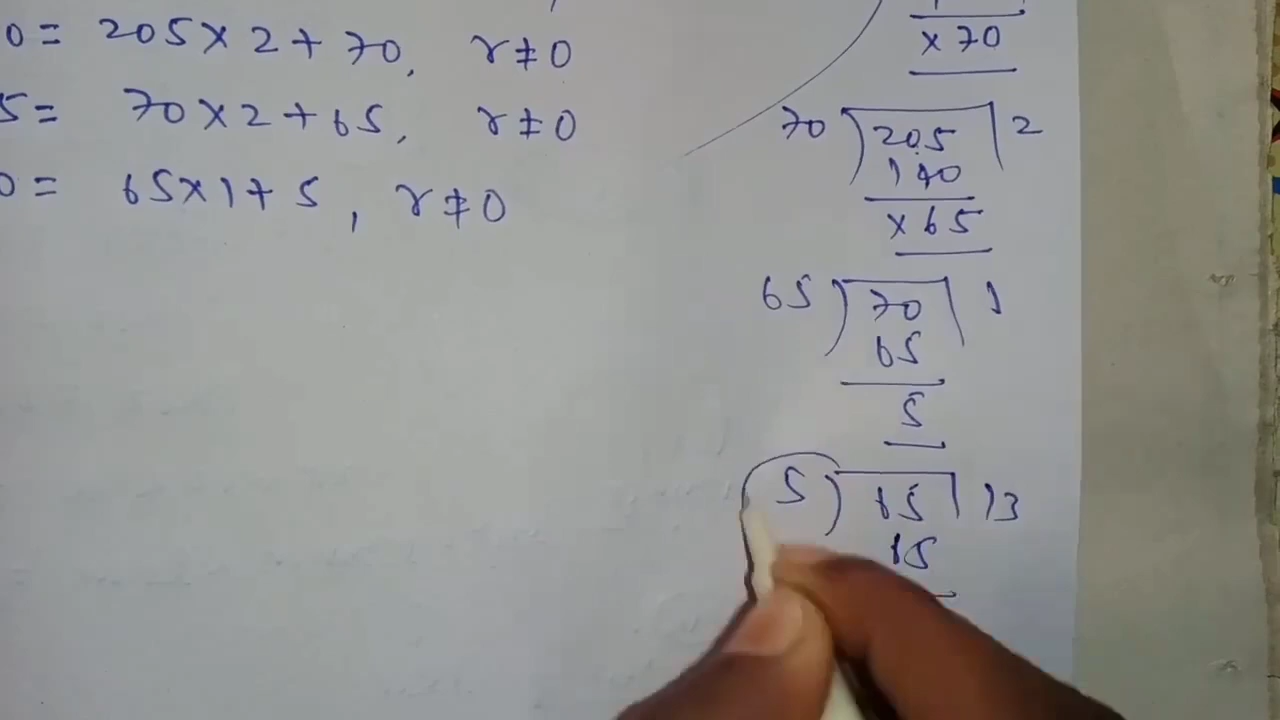 0 = 205 × 2 + 70, r ≠ 0
5 = 70 × 2 + 65, r ≠ 0
0 = 65 × 1 + 5, r ≠ 0
× 70
70 ) 205 | 2
140
× 65
65 ) 70 | 1
65
5
5 ) 65 | 13
65